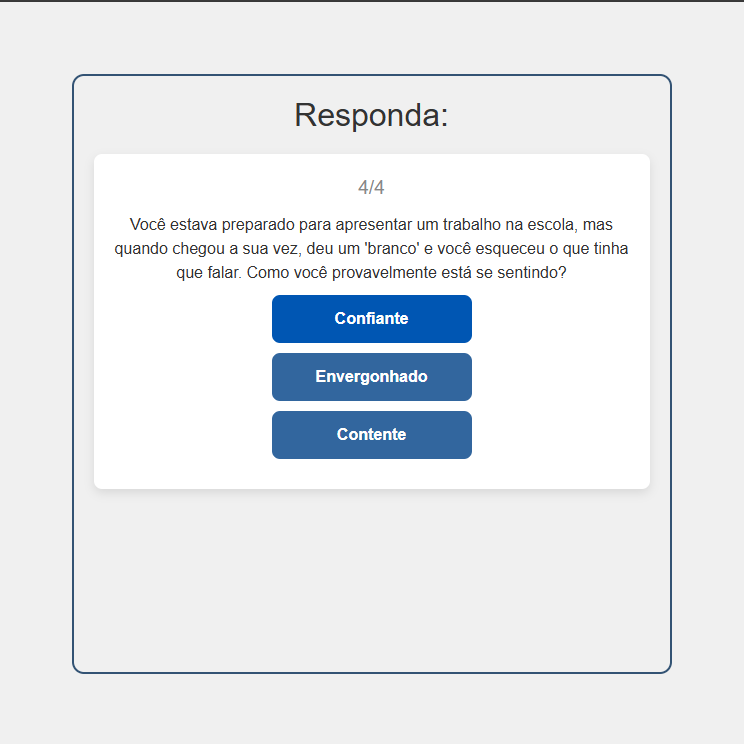 Responda:
4/4
Você estava preparado para apresentar um trabalho na escola, mas
quando chegou a sua vez, deu um 'branco' e você esqueceu o que tinha
que falar. Como você provavelmente está se sentindo?
Confiante
Envergonhado
Contente